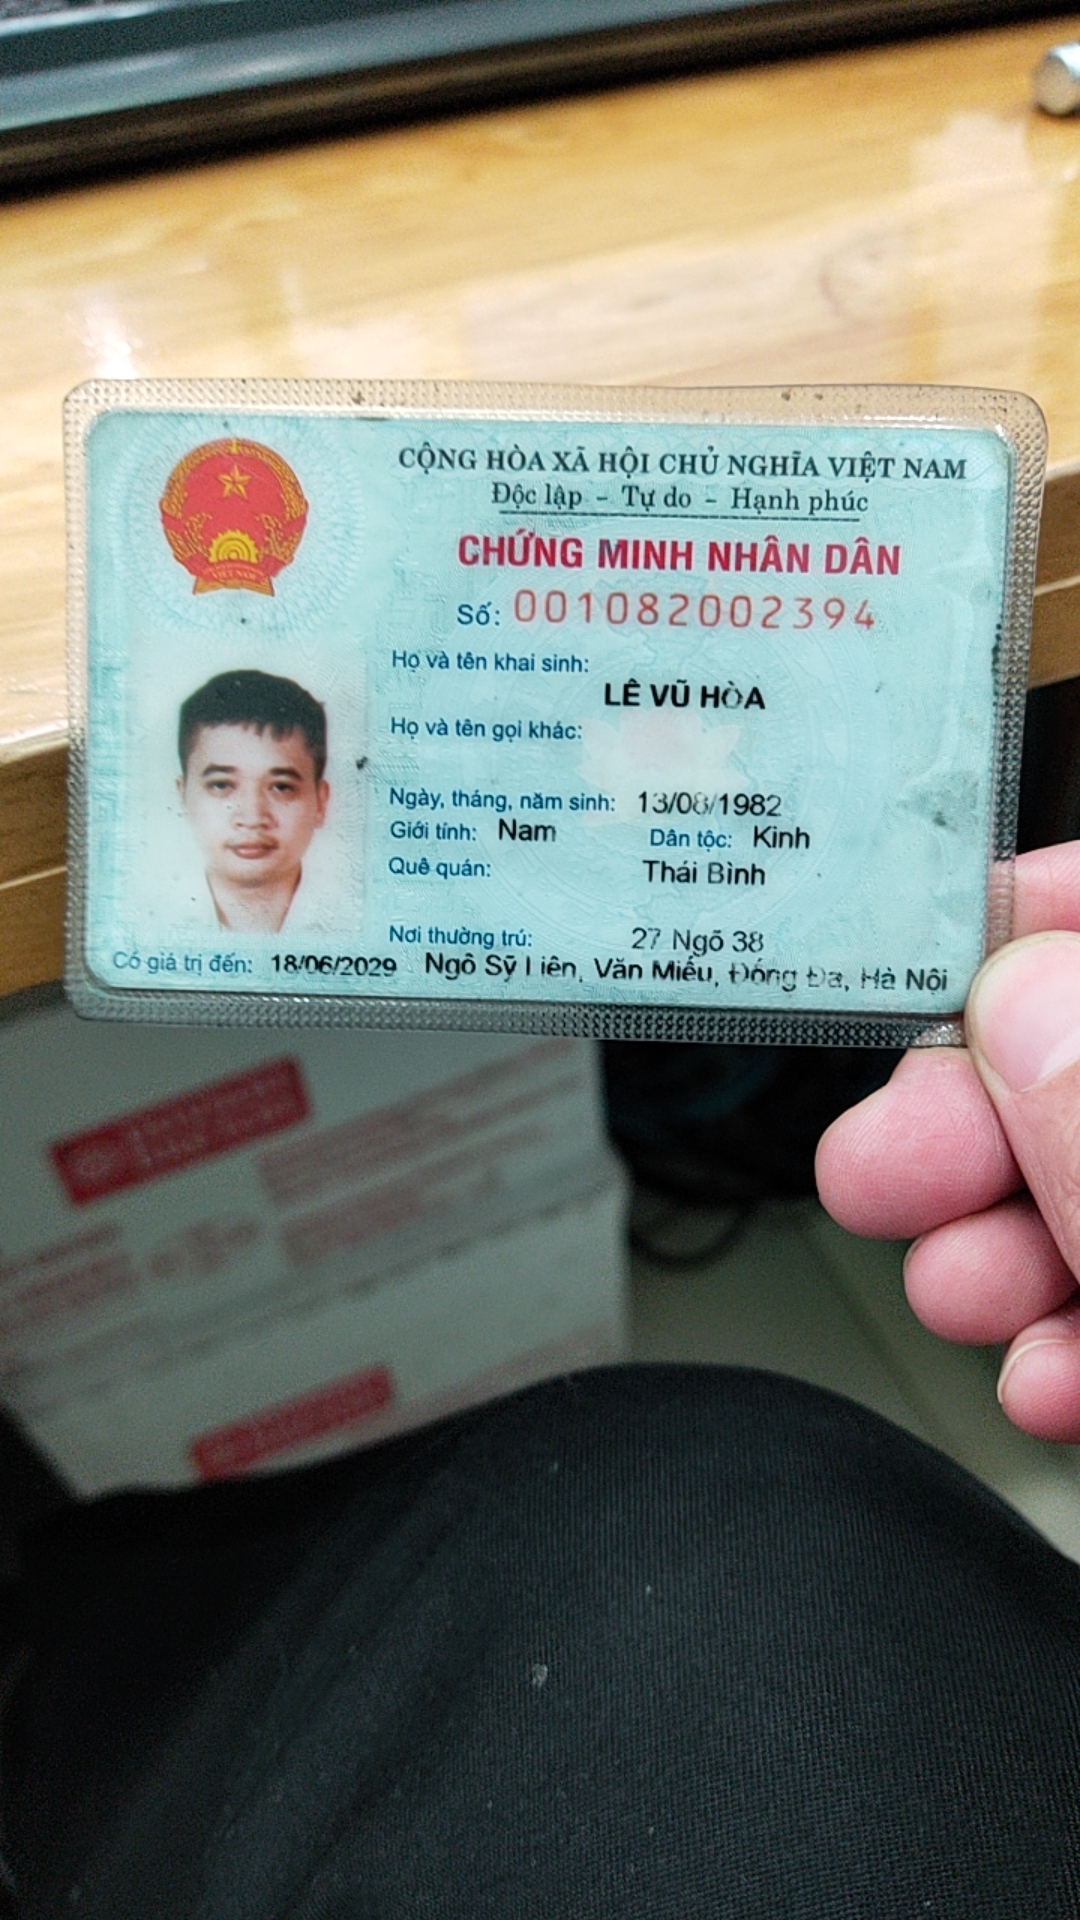 CỘNG HÒA XÃ HỘI CHỦ NGHĨA VIỆT NAM
Độc lập - Tự do - Hạnh phúc
CHỨNG MINH NHÂN DÂN
Số: 001082002394
Họ và tên khai sinh:
LÊ VŨ HÒA
Họ và tên gọi khác:
Ngày, tháng, năm sinh: 13/08/1982
Giới tính: Nam Dân tộc: Kinh
Quê quán: Thái Bình
Nơi thường trú: 27 Ngõ 38
Có giá trị đến: 18/06/2029 Ngô Sỹ Liên, Văn Miếu, Đống Đa, Hà Nội
VIỆT NAM